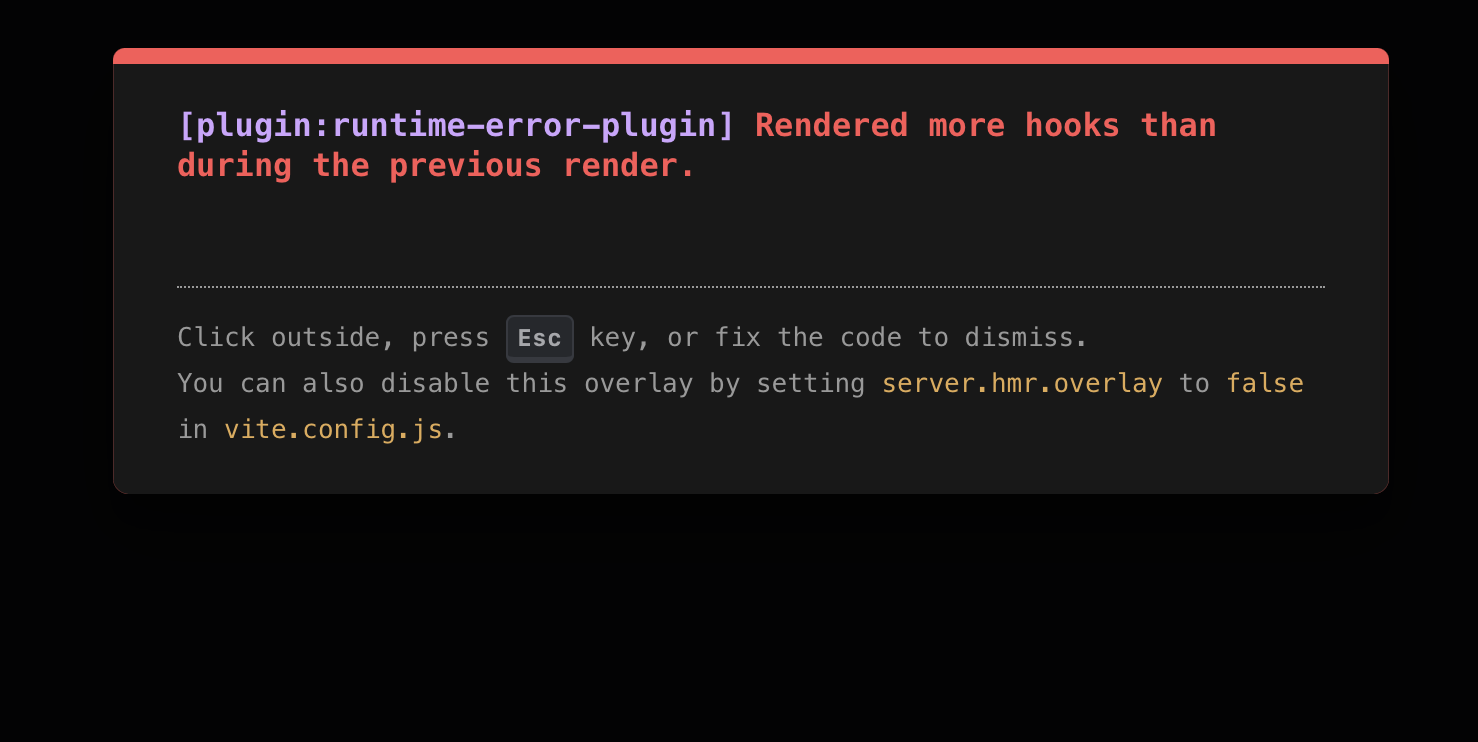 [plugin:runtime-error-plugin] Rendered more hooks than
during the previous render.
Click outside, press Esc key, or fix the code to dismiss.
You can also disable this overlay by setting server.hmr.overlay to false
in vite.config.js.